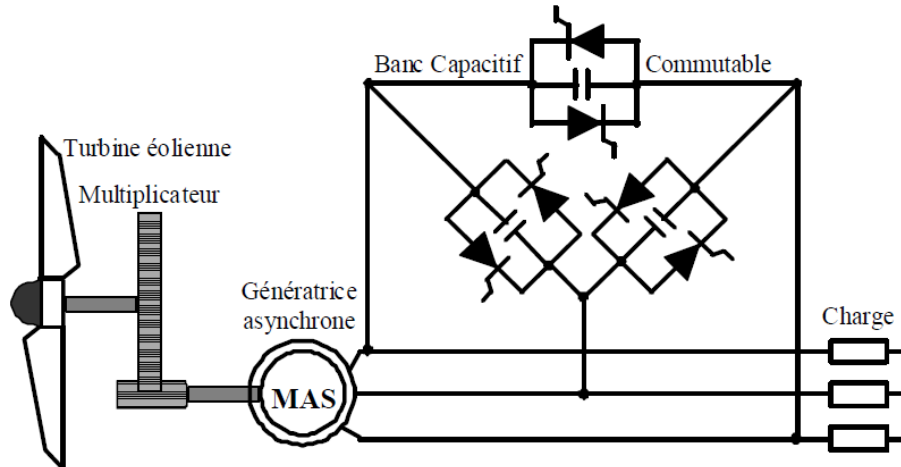 Banc Capacitif
Commutable
Turbine éolienne
Multiplicateur
Génératrice
asynchrone
Charge
MAS